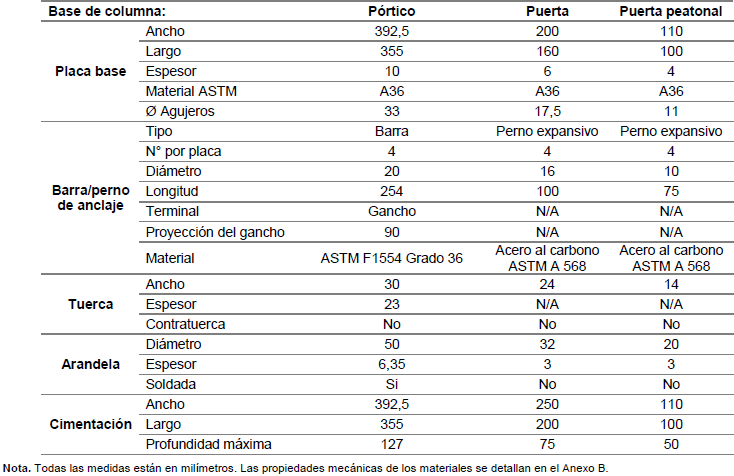 Base de columna: Pórtico Puerta Puerta peatonal
Ancho 392,5 200 110
Largo 355 160 100
Placa base Espesor 10 6 4
Material ASTM A36 A36 A36
Ø Agujeros 33 17,5 11
Tipo Barra Perno expansivo Perno expansivo
N° por placa 4 4 4
Diámetro 20 16 10
Barra/perno de anclaje Longitud 254 100 75
Terminal Gancho N/A N/A
Proyección del gancho 90 N/A N/A
Material ASTM F1554 Grado 36 Acero al carbono ASTM A 568 Acero al carbono ASTM A 568
Ancho 30 24 14
Tuerca Espesor 23 N/A N/A
Contratuerca No No No
Diámetro 50 32 20
Arandela Espesor 6,35 3 3
Soldada Si No No
Ancho 392,5 250 110
Cimentación Largo 355 200 100
Profundidad máxima 127 75 50
Nota. Todas las medidas están en milímetros. Las propiedades mecánicas de los materiales se detallan en el Anexo B.